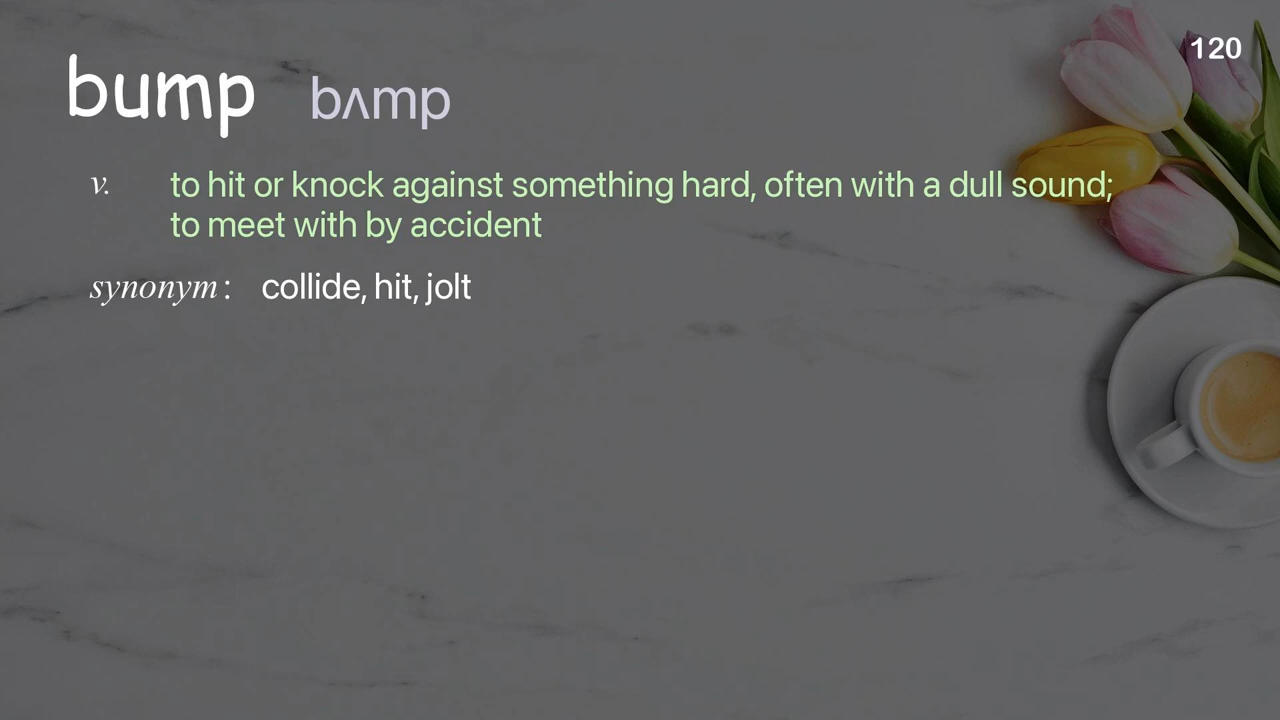 120
bump bʌmp
v. to hit or knock against something hard, often with a dull sound;
to meet with by accident
synonym: collide, hit, jolt